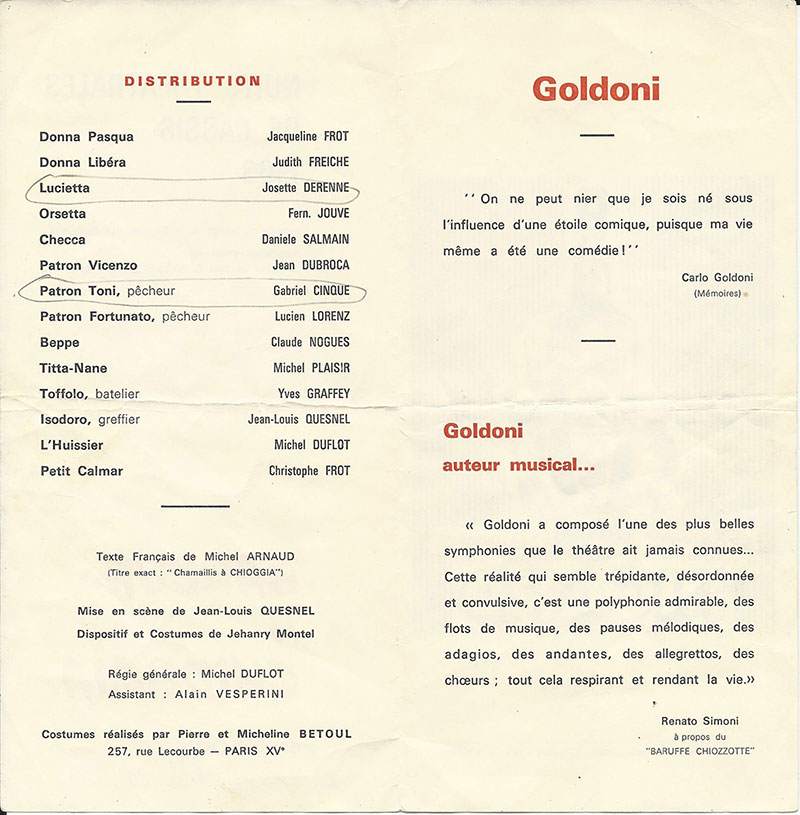 DISTRIBUTION
Donna Pasqua Jacqueline FROT
Donna Libéra Judith FREICHE
Lucietta Josette DERENNE
Orsetta Fern. JOUVE
Checca Daniele SALMAIN
Patron Vicenzo Jean DUBROCA
Patron Toni, pêcheur Gabriel CINQUE
Patron Fortunato, pêcheur Lucien LORENZ
Beppe Claude NOGUES
Titta-Nane Michel PLAISIR
Toffolo, batelier Yves GRAFFEY
Isodoro, greffier Jean-Louis QUESNEL
L'Huissier Michel DUFLOT
Petit Calmar Christophe FROT
Texte Français de Michel ARNAUD
(Titre exact : "Chamaillis à CHIOGGIA")
Mise en scène de Jean-Louis QUESNEL
Dispositif et Costumes de Jehanry Montel
Régie générale : Michel DUFLOT
Assistant : Alain VESPERINI
Costumes réalisés par Pierre et Micheline BETOUL
257, rue Lecourbe — PARIS XVe
Goldoni
''On ne peut nier que je sois né sous
l'influence d'une étoile comique, puisque ma vie
même a été une comédie!''
Carlo Goldoni
(Mémoires)
Goldoni
auteur musical...
« Goldoni a composé l'une des plus belles
symphonies que le théâtre ait jamais connues...
Cette réalité qui semble trépidante, désordonnée
et convulsive, c'est une polyphonie admirable, des
flots de musique, des pauses mélodiques, des
adagios, des andantes, des allegrettos, des
chœurs ; tout cela respirant et rendant la vie.»
Renato Simoni
à propos du
"BARUFFE CHIOZZOTTE"